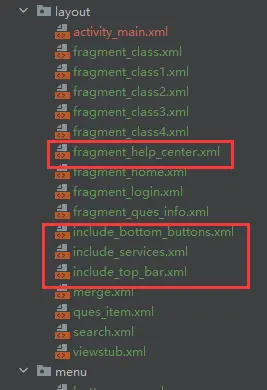 layout
activity_main.xml
fragment_class.xml
fragment_class1.xml
fragment_class2.xml
fragment_class3.xml
fragment_class4.xml
fragment_help_center.xml
fragment_home.xml
fragment_login.xml
fragment_ques_info.xml
include_bottom_buttons.xml
include_services.xml
include_top_bar.xml
merge.xml
ques_item.xml
search.xml
viewstub.xml
menu